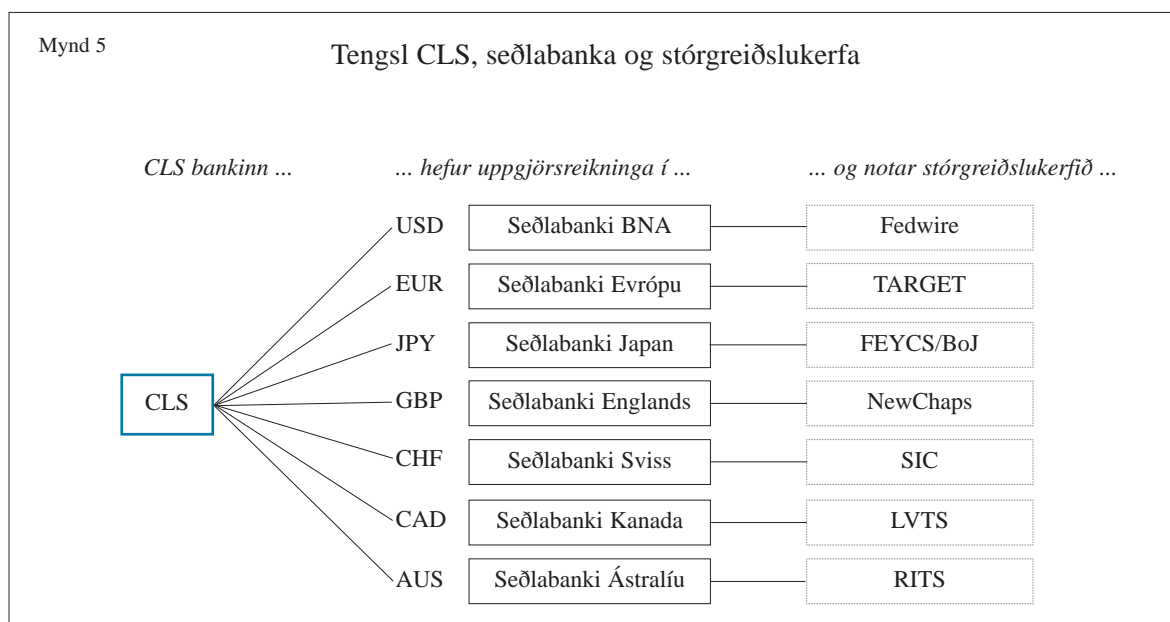 Mynd 5
Tengsl CLS, seðlabanka og stórgreiðslukerfa
CLS bankinn ... ... hefur uppgjörsreikninga í ... ... og notar stórgreiðslukerfið ...
USD Seðlabanki BNA Fedwire
EUR Seðlabanki Evrópu TARGET
JPY Seðlabanki Japan FEYCS/BoJ
CLS
GBP Seðlabanki Englands NewChaps
CHF Seðlabanki Sviss SIC
CAD Seðlabanki Kanada LVTS
AUS Seðlabanki Ástralíu RITS